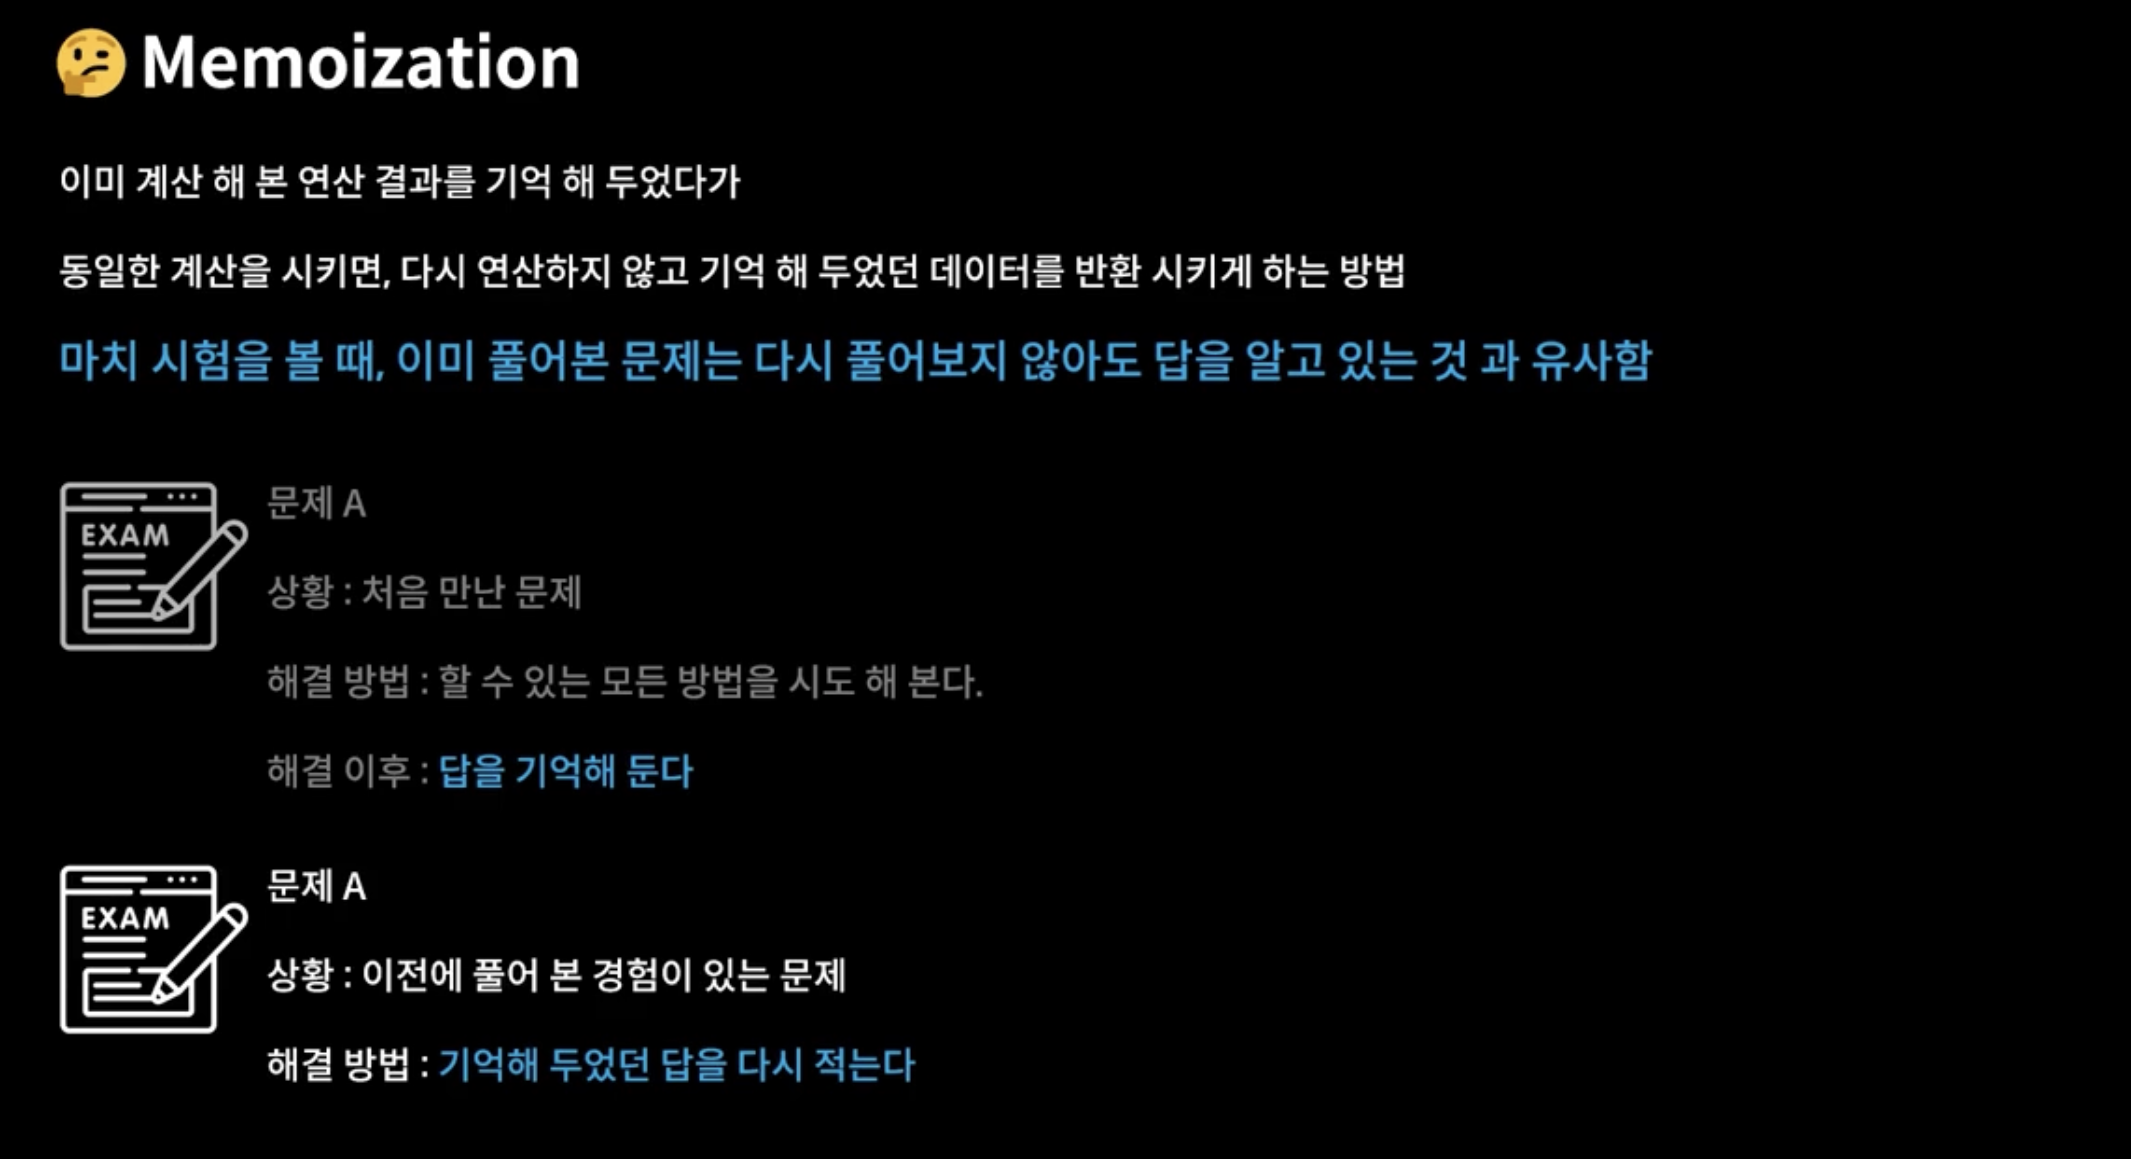 🤔 Memoization
이미 계산 해 본 연산 결과를 기억 해 두었다가
동일한 계산을 시키면, 다시 연산하지 않고 기억 해 두었던 데이터를 반환 시키게 하는 방법
마치 시험을 볼 때, 이미 풀어본 문제는 다시 풀어보지 않아도 답을 알고 있는 것 과 유사함
EXAM
문제 A
상황 : 처음 만난 문제
해결 방법 : 할 수 있는 모든 방법을 시도 해 본다.
해결 이후 : 답을 기억해 둔다
EXAM
문제 A
상황 : 이전에 풀어 본 경험이 있는 문제
해결 방법 : 기억해 두었던 답을 다시 적는다